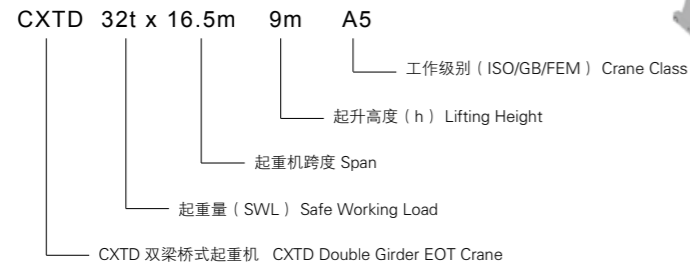 CXTD 32t x 16.5m 9m A5
工作级别（ISO/GB/FEM） Crane Class
起升高度（h） Lifting Height
起重机跨度 Span
起重量（SWL） Safe Working Load
CXTD 双梁桥式起重机 CXTD Double Girder EOT Crane